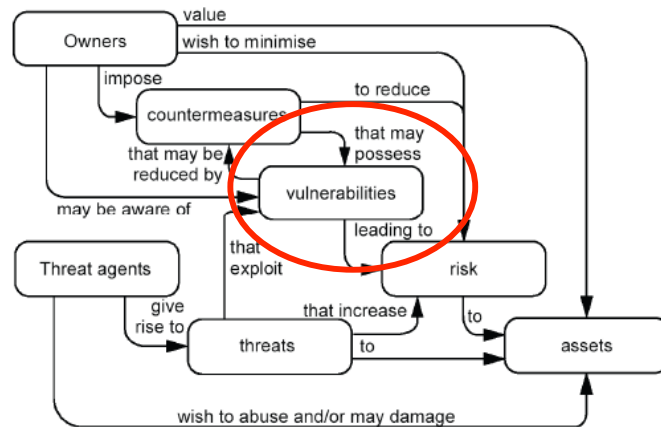 value
Owners
wish to minimise
impose
to reduce
countermeasures
that may
possess
that may be
reduced by
vulnerabilities
may be aware of
leading to
that
exploit
Threat agents
risk
give
rise to
that increase
to
threats
to
assets
wish to abuse and/or may damage